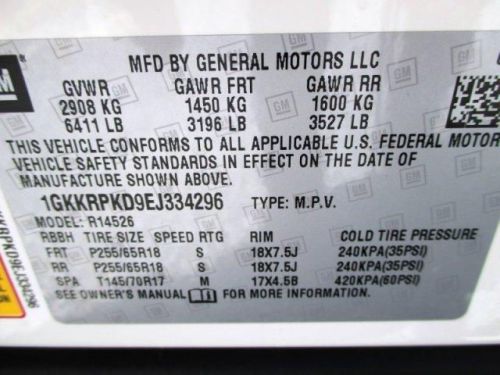 GM
MFD BY GENERAL MOTORS LLC
GVWR GAWR FRT GAWR RR
2908 KG 1450 KG 1600 KG
6411 LB 3196 LB 3527 LB
THIS VEHICLE CONFORMS TO ALL APPLICABLE U.S. FEDERAL MOTOR
VEHICLE SAFETY STANDARDS IN EFFECT ON THE DATE OF
MANUFACTURE SHOWN ABOVE.
1GKKRPKD9EJ334296 TYPE: M.P.V.
MODEL: R14526
RBBH TIRE SIZE SPEED RTG RIM COLD TIRE PRESSURE
FRT P255/65R18 S 18X7.5J 240KPA(35PSI)
RR P255/65R18 S 18X7.5J 240KPA(35PSI)
SPA T145/70R17 M 17X4.5B 420KPA(60PSI)
SEE OWNER'S MANUAL FOR MORE INFORMATION.
KRPKD9EJ334296